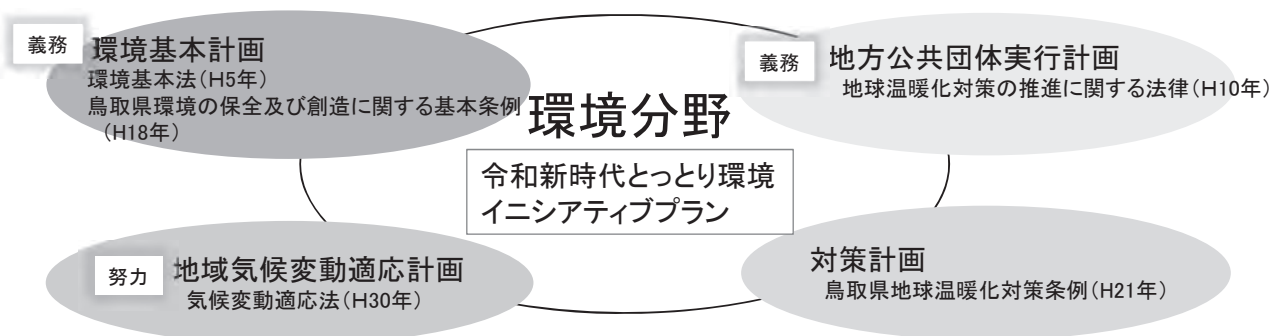 義務
環境基本計画
環境基本法(H5年)
鳥取県環境の保全及び創造に関する基本条例
(H18年)
義務
地方公共団体実行計画
地球温暖化対策の推進に関する法律(H10年)
環境分野
令和新時代とっとり環境
イニシアティブプラン
努力
地域気候変動適応計画
気候変動適応法(H30年)
対策計画
鳥取県地球温暖化対策条例(H21年)